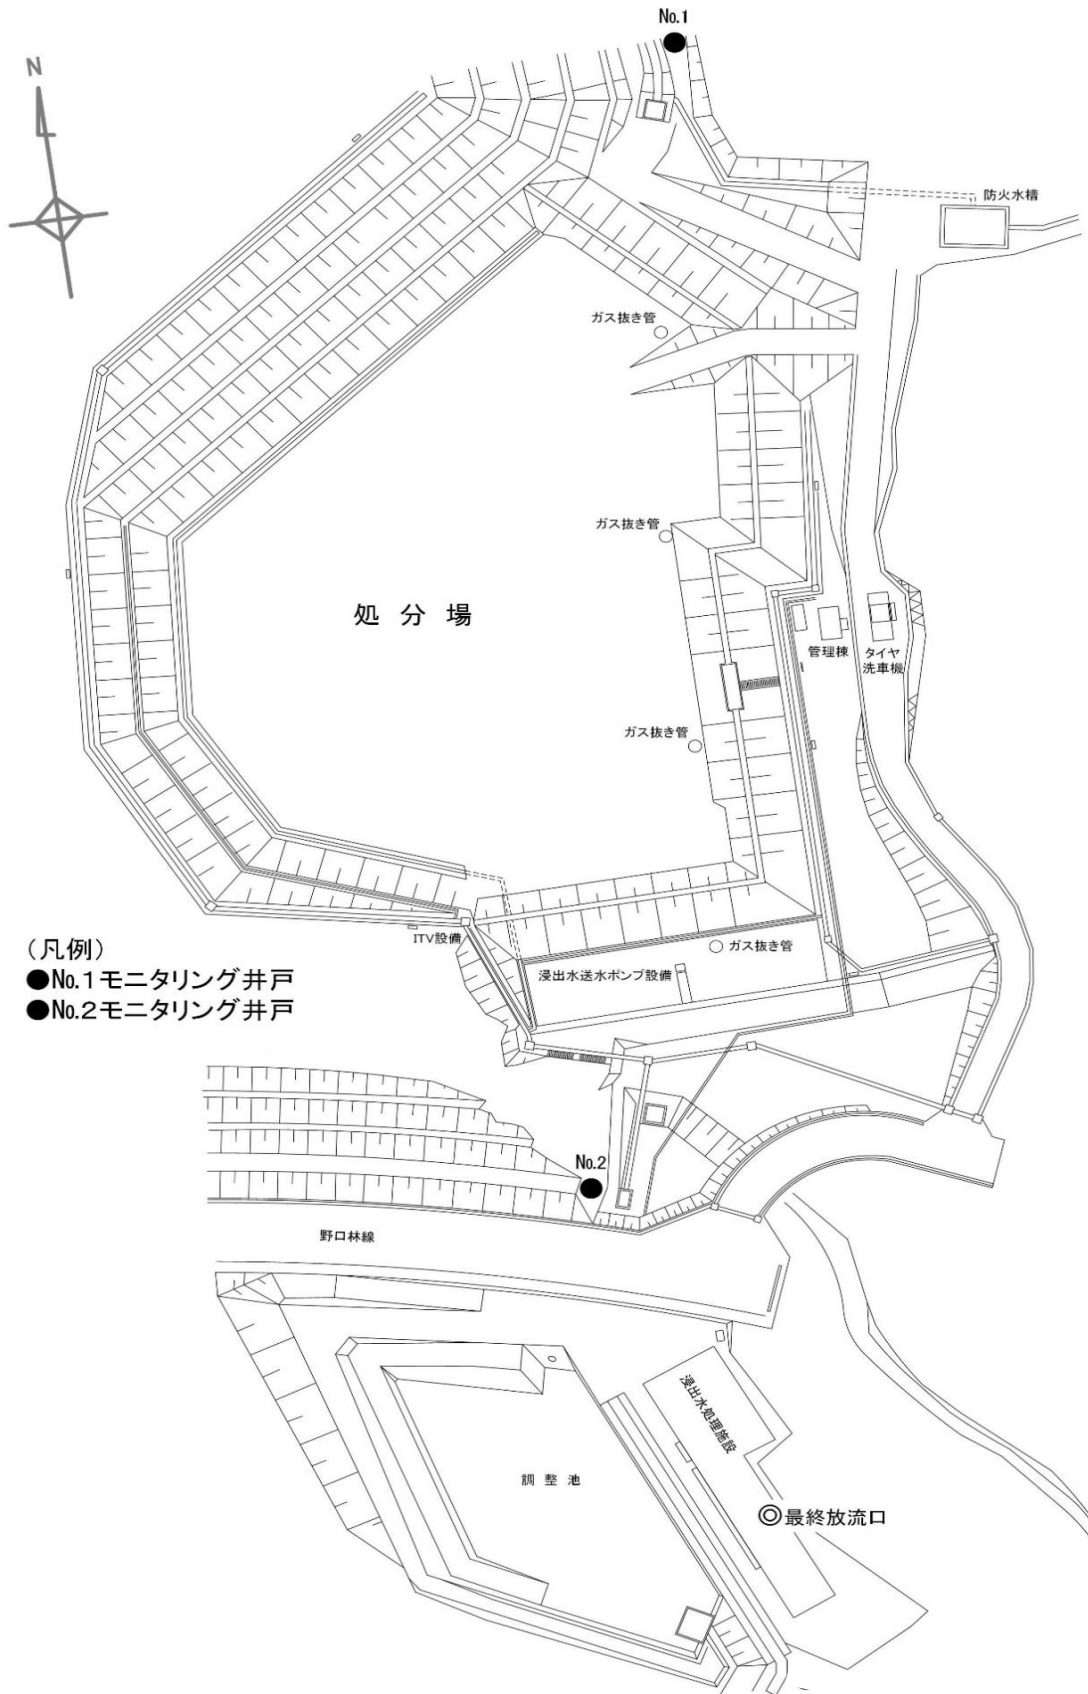 No.1
N
防火水槽
ガス抜き管
ガス抜き管
処分場
管理棟
タイヤ
洗車機
ガス抜き管
ITV設備
ガス抜き管
浸出水送水ポンプ設備
(凡例)
●No.1モニタリング井戸
●No.2モニタリング井戸
No.2
野口林線
浸出水処理施設
調整池
◎最終放流口